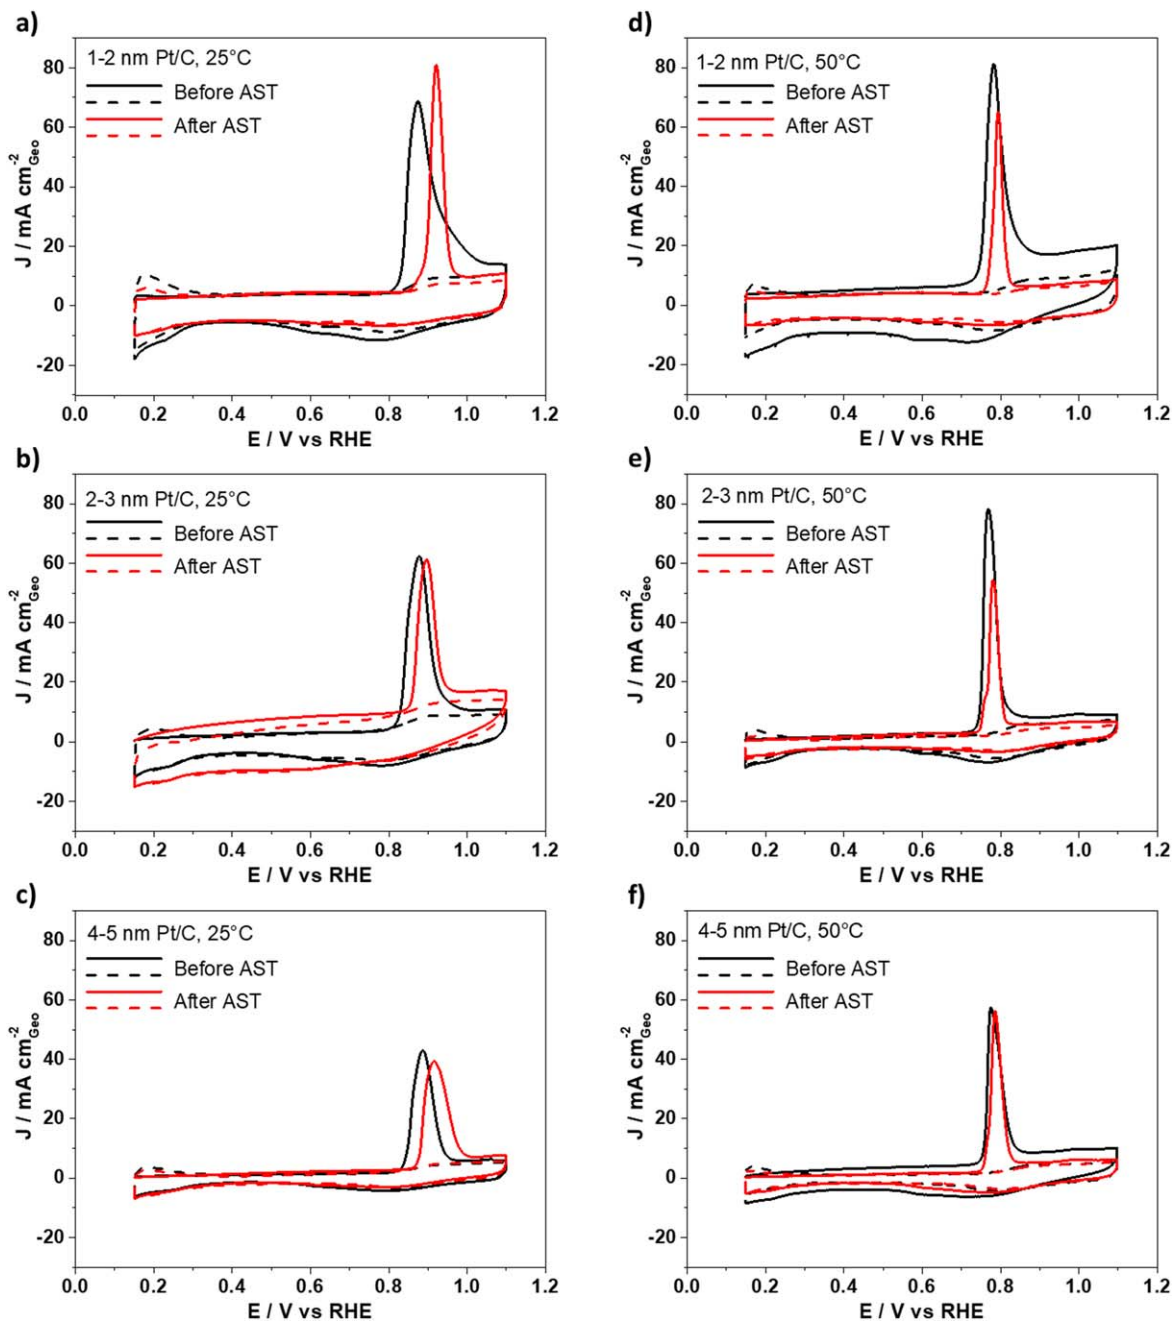 a)
1-2 nm Pt/C, 25°C
Before AST
After AST
80
60
40
20
0
-20
J / mA cm⁻²Geo
0.0 0.2 0.4 0.6 0.8 1.0 1.2
E / V vs RHE
d)
1-2 nm Pt/C, 50°C
Before AST
After AST
80
60
40
20
0
-20
J / mA cm⁻²Geo
0.0 0.2 0.4 0.6 0.8 1.0 1.2
E / V vs RHE
b)
2-3 nm Pt/C, 25°C
Before AST
After AST
80
60
40
20
0
-20
J / mA cm⁻²Geo
0.0 0.2 0.4 0.6 0.8 1.0 1.2
E / V vs RHE
e)
2-3 nm Pt/C, 50°C
Before AST
After AST
80
60
40
20
0
-20
J / mA cm⁻²Geo
0.0 0.2 0.4 0.6 0.8 1.0 1.2
E / V vs RHE
c)
4-5 nm Pt/C, 25°C
Before AST
After AST
80
60
40
20
0
-20
J / mA cm⁻²Geo
0.0 0.2 0.4 0.6 0.8 1.0 1.2
E / V vs RHE
f)
4-5 nm Pt/C, 50°C
Before AST
After AST
80
60
40
20
0
-20
J / mA cm⁻²Geo
0.0 0.2 0.4 0.6 0.8 1.0 1.2
E / V vs RHE